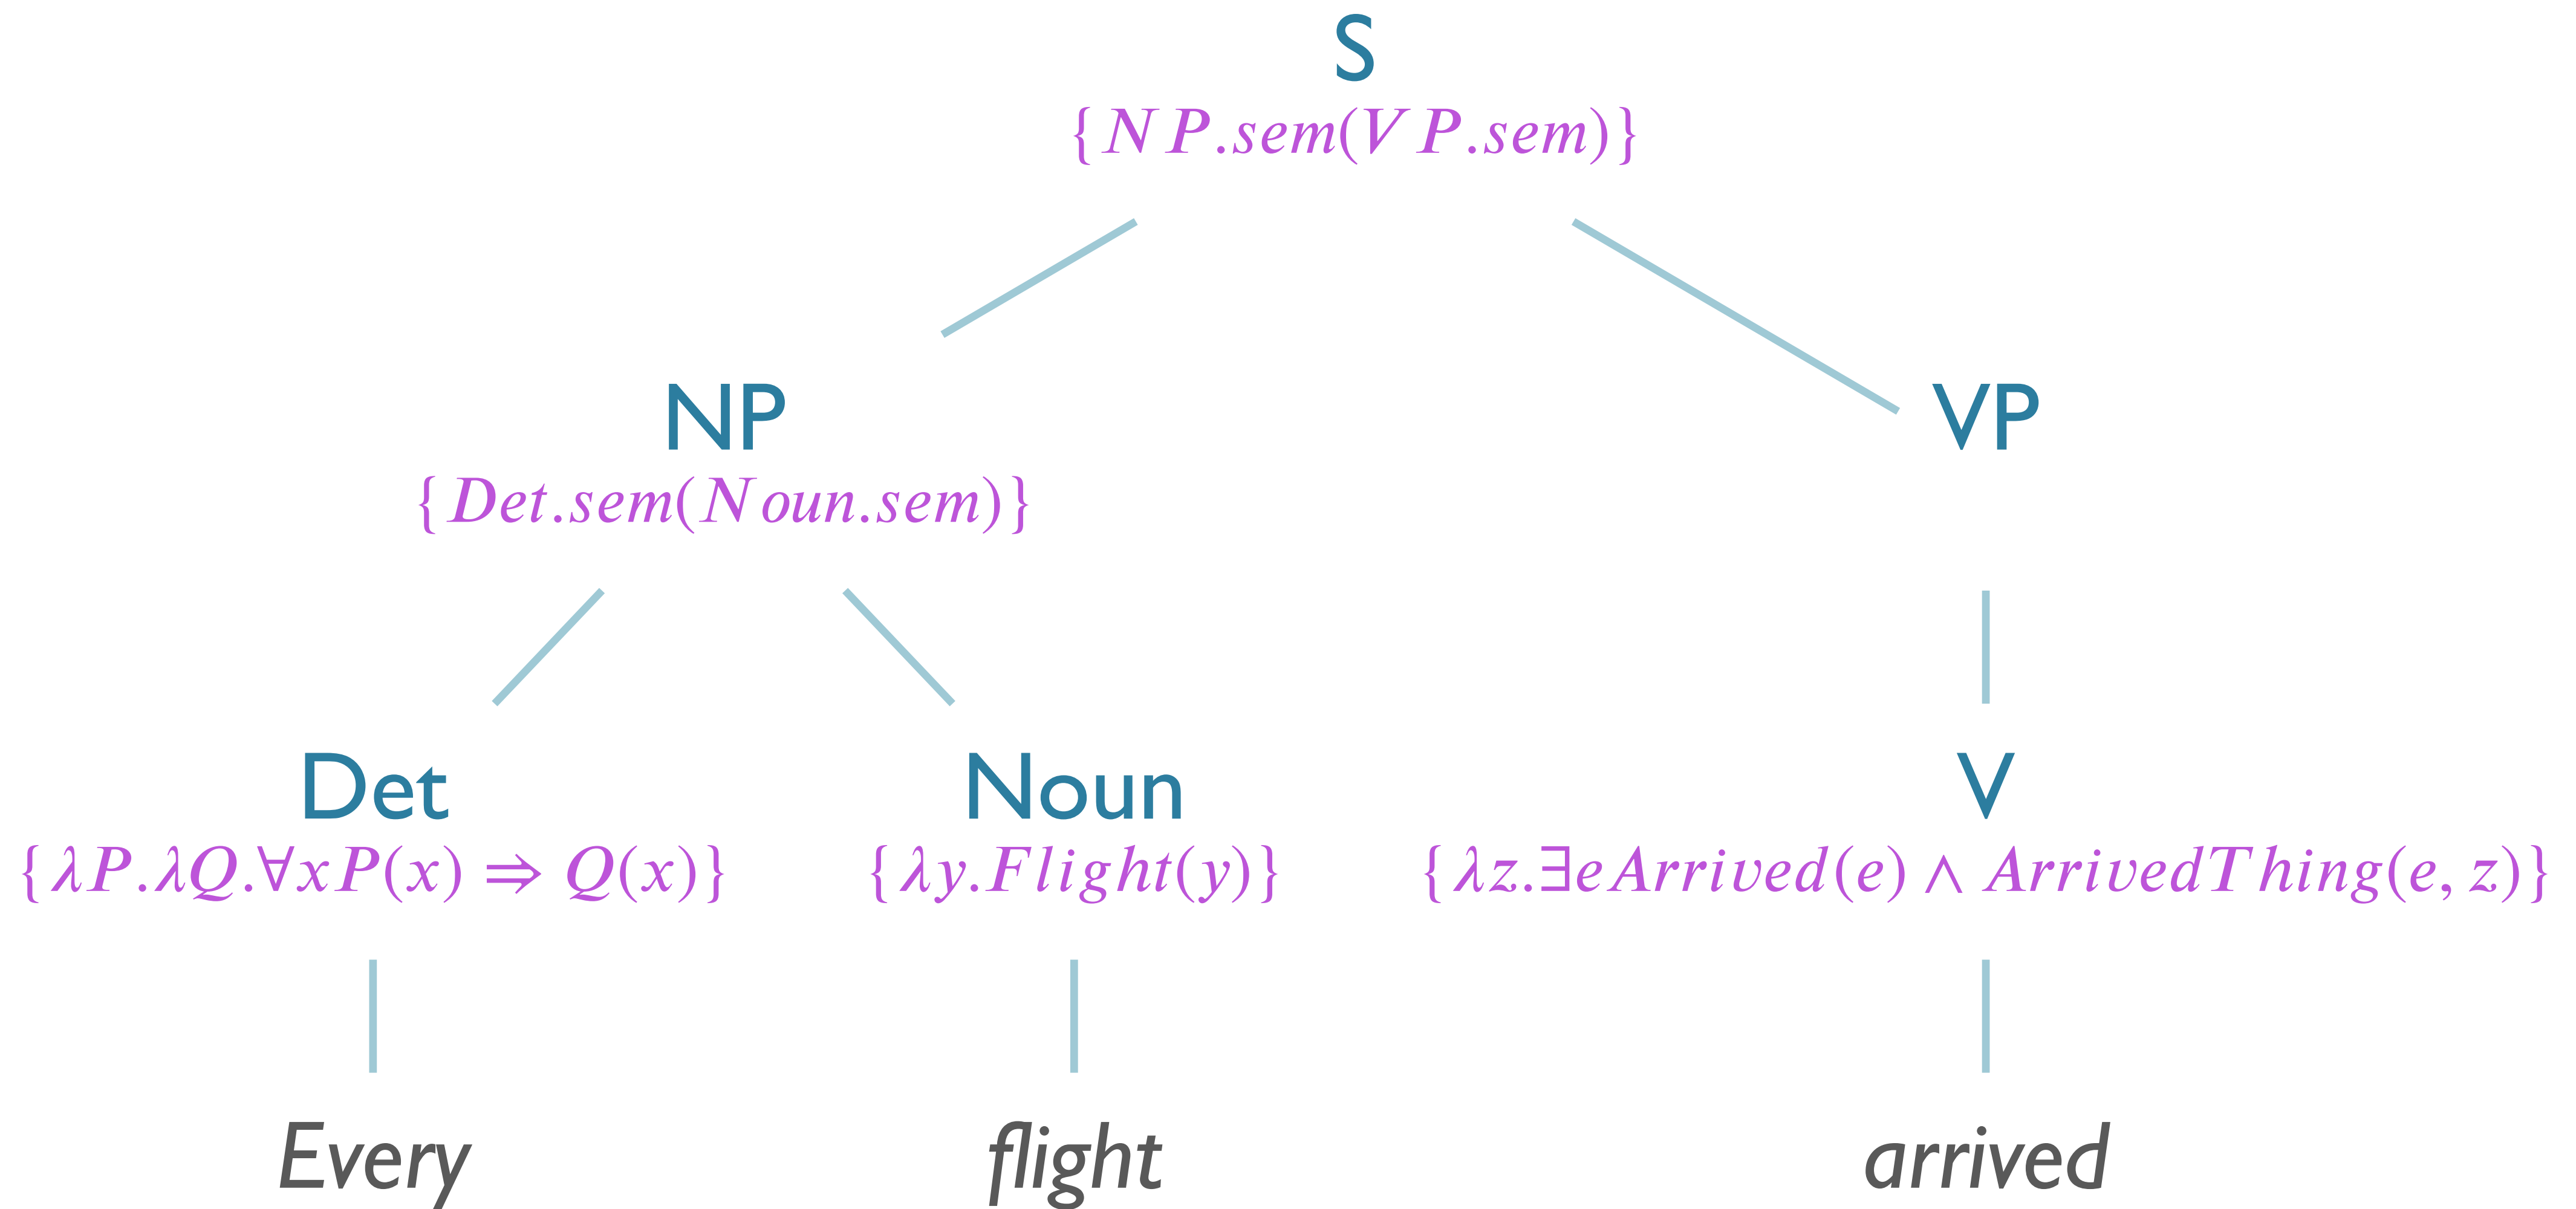 S
{NP.sem(VP.sem)}
NP
VP
{Det.sem(Noun.sem)}
Det
Noun
V
{λP.λQ.∀xP(x) ⇒ Q(x)}
{λy.Flight(y)}
{λz.∃eArrived(e) ∧ ArrivedThing(e, z)}
Every
flight
arrived